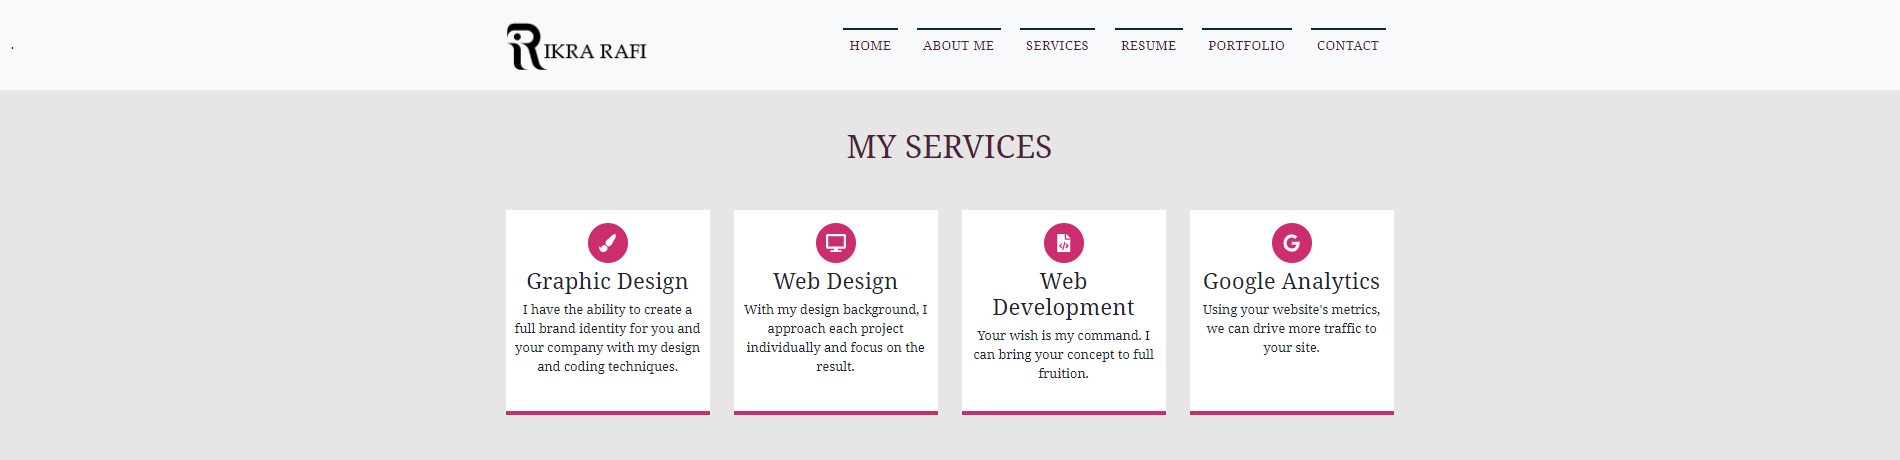 .
RIKRA RAFI
HOME
ABOUT ME
SERVICES
RESUME
PORTFOLIO
CONTACT
MY SERVICES
Graphic Design
I have the ability to create a
full brand identity for you and
your company with my design
and coding techniques.
Web Design
With my design background, I
approach each project
individually and focus on the
result.
Web
Development
Your wish is my command. I
can bring your concept to full
fruition.
Google Analytics
Using your website's metrics,
we can drive more traffic to
your site.